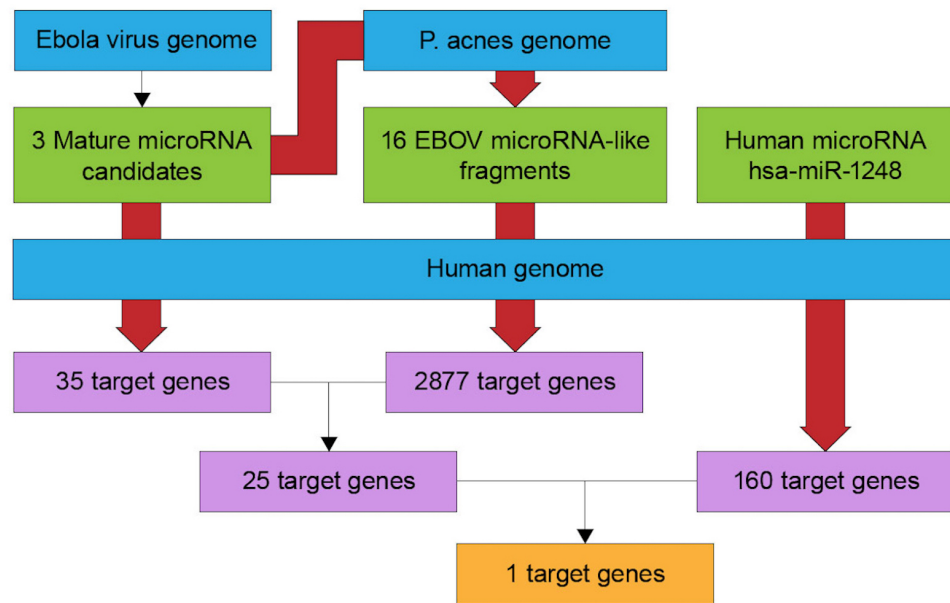 Ebola virus genome
P. acnes genome
3 Mature microRNA
candidates
16 EBOV microRNA-like
fragments
Human microRNA
hsa-miR-1248
Human genome
35 target genes
2877 target genes
25 target genes
160 target genes
1 target genes